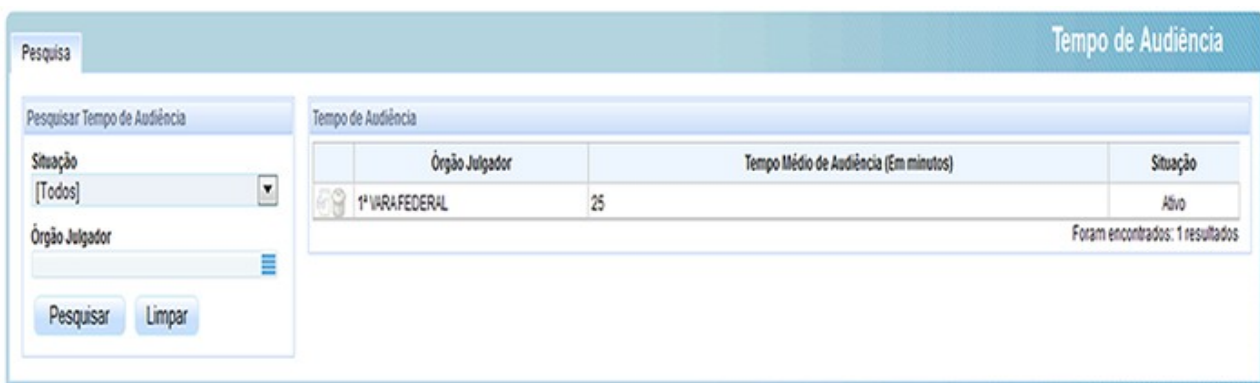 Tempo de Audiência
Pesquisa
Pesquisar Tempo de Audiência
Situação
[Todos]
Órgão Julgador
Pesquisar Limpar
Tempo de Audiência
Órgão Julgador Tempo Médio de Audiência (Em minutos) Situação
1ª VARA FEDERAL 25 Ativo
Foram encontrados: 1 resultados